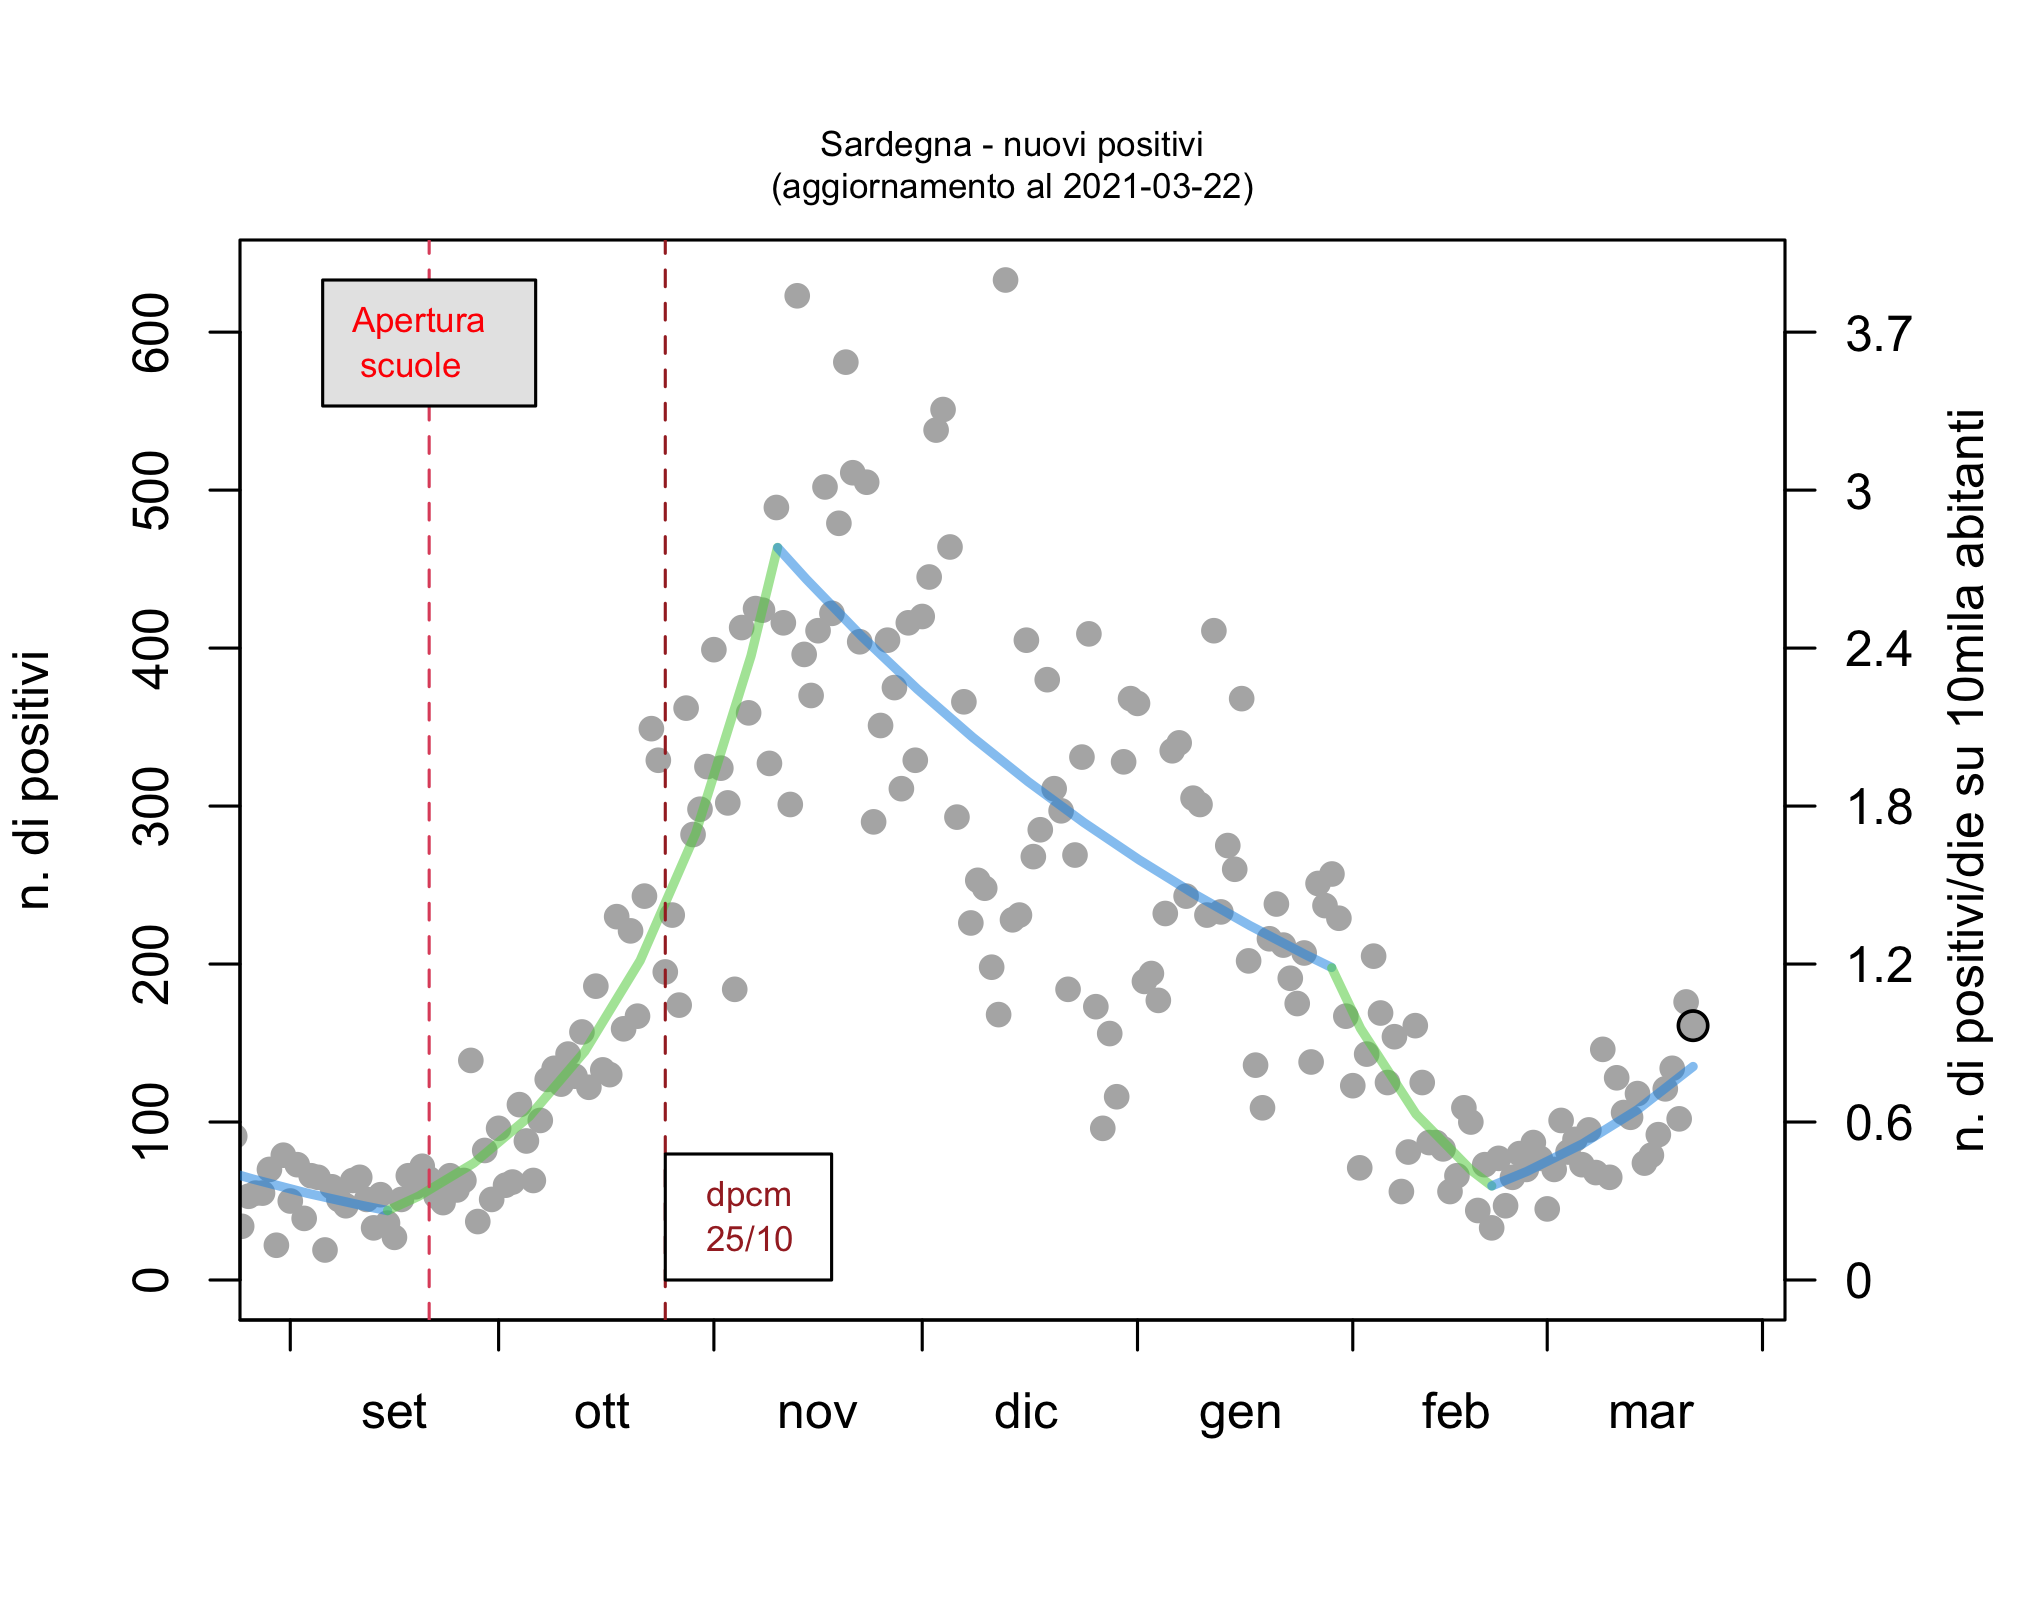 Sardegna - nuovi positivi
(aggiornamento al 2021-03-22)
Apertura
scuole
dpcm
25/10
n. di positivi
0
100
200
300
400
500
600
0
0.6
1.2
1.8
2.4
3
3.7
n. di positivi/die su 10mila abitanti
set
ott
nov
dic
gen
feb
mar